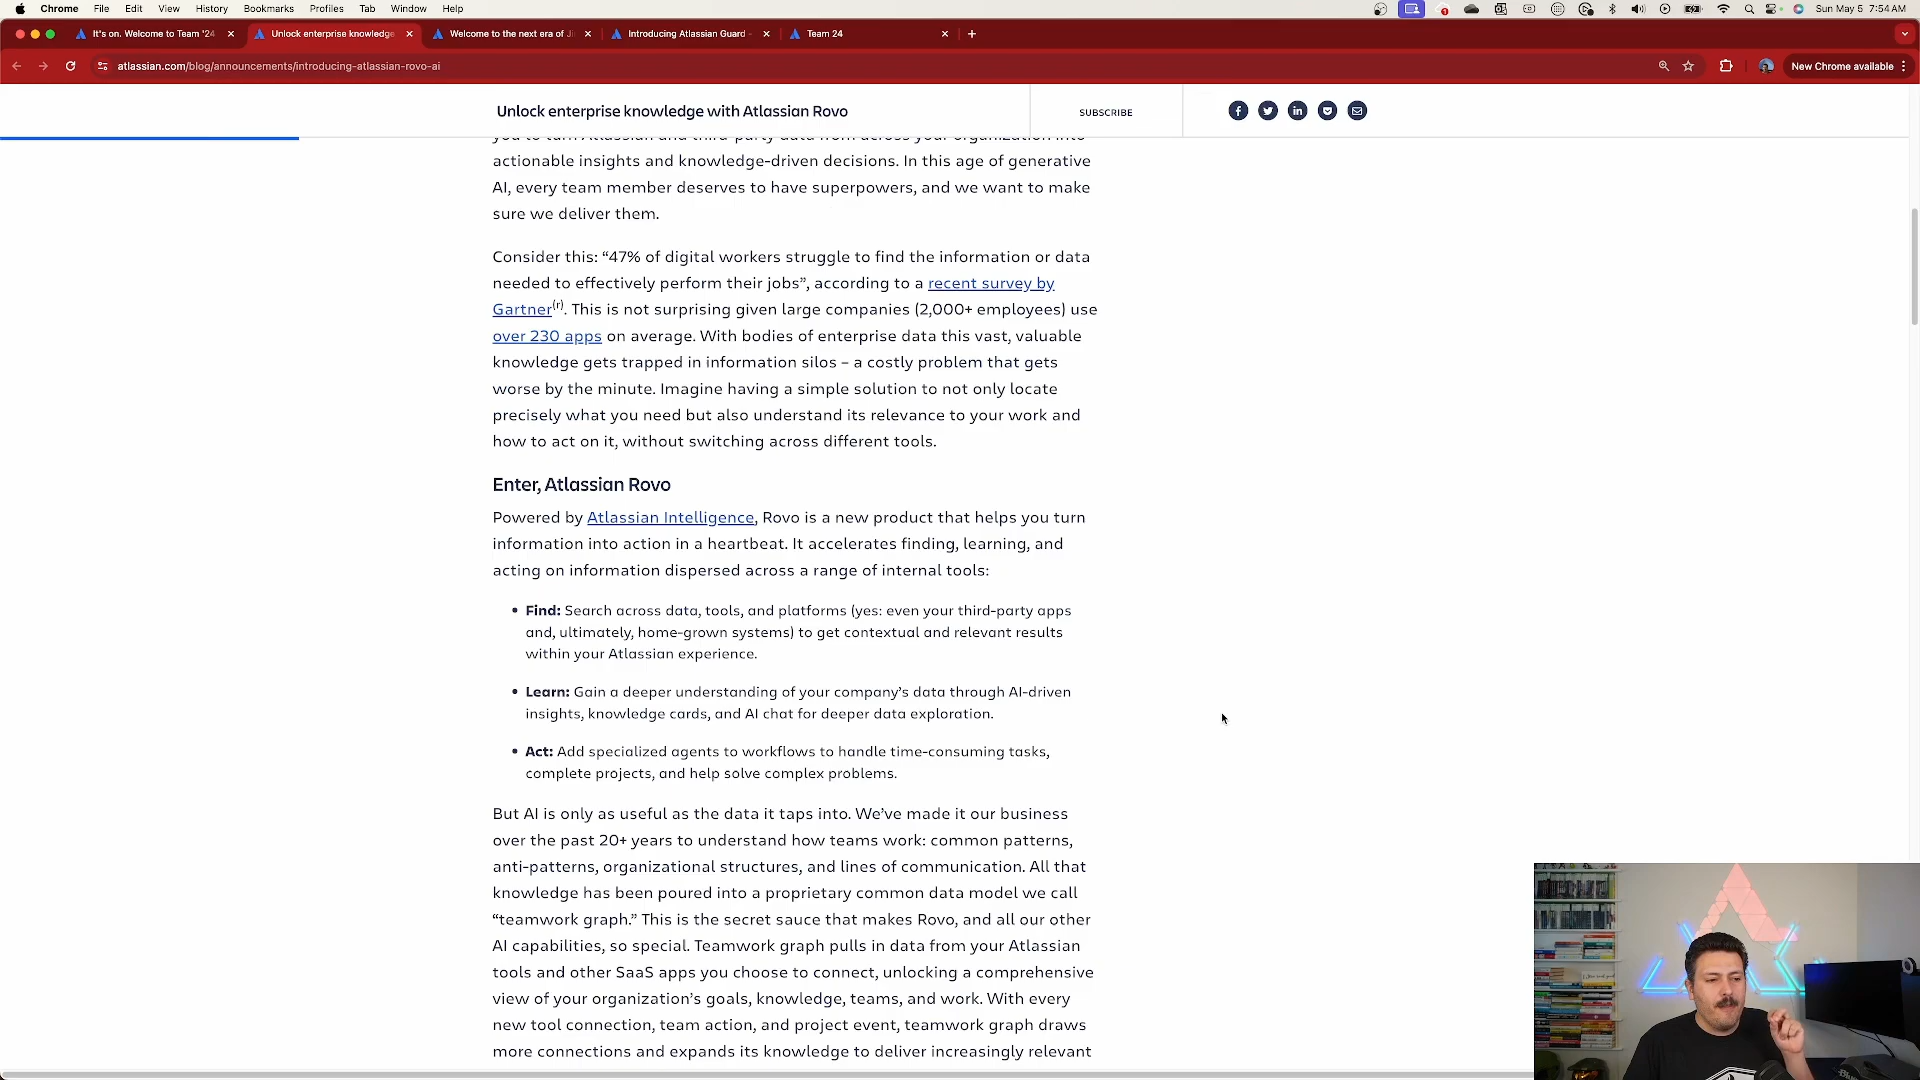 Chrome File Edit View History Bookmarks Profiles Tab Window Help
Sun May 5 7:54 AM
It's on. Welcome to Team '24
Unlock enterprise knowledge
Welcome to the next era of Ji
Introducing Atlassian Guard -
Team 24
atlassian.com/blog/announcements/introducing-atlassian-rovo-ai
New Chrome available
Unlock enterprise knowledge with Atlassian Rovo
SUBSCRIBE
you to turn Atlassian and third-party data from across your organization into
actionable insights and knowledge-driven decisions. In this age of generative
AI, every team member deserves to have superpowers, and we want to make
sure we deliver them.
Consider this: “47% of digital workers struggle to find the information or data
needed to effectively perform their jobs”, according to a recent survey by
Gartner(r). This is not surprising given large companies (2,000+ employees) use
over 230 apps on average. With bodies of enterprise data this vast, valuable
knowledge gets trapped in information silos – a costly problem that gets
worse by the minute. Imagine having a simple solution to not only locate
precisely what you need but also understand its relevance to your work and
how to act on it, without switching across different tools.
Enter, Atlassian Rovo
Powered by Atlassian Intelligence, Rovo is a new product that helps you turn
information into action in a heartbeat. It accelerates finding, learning, and
acting on information dispersed across a range of internal tools:
• Find: Search across data, tools, and platforms (yes: even your third-party apps
and, ultimately, home-grown systems) to get contextual and relevant results
within your Atlassian experience.
• Learn: Gain a deeper understanding of your company’s data through AI-driven
insights, knowledge cards, and AI chat for deeper data exploration.
• Act: Add specialized agents to workflows to handle time-consuming tasks,
complete projects, and help solve complex problems.
But AI is only as useful as the data it taps into. We’ve made it our business
over the past 20+ years to understand how teams work: common patterns,
anti-patterns, organizational structures, and lines of communication. All that
knowledge has been poured into a proprietary common data model we call
“teamwork graph.” This is the secret sauce that makes Rovo, and all our other
AI capabilities, so special. Teamwork graph pulls in data from your Atlassian
tools and other SaaS apps you choose to connect, unlocking a comprehensive
view of your organization’s goals, knowledge, teams, and work. With every
new tool connection, team action, and project event, teamwork graph draws
more connections and expands its knowledge to deliver increasingly relevant